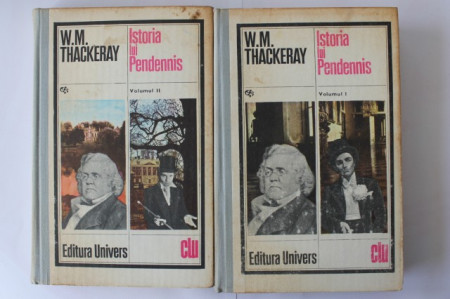 W.M.
THACKERAY
Istoria
lui
Pendennis
Volumul II
Editura Univers
clu
W.M.
THACKERAY
Istoria
lui
Pendennis
Volumul I
Editura Univers
clu